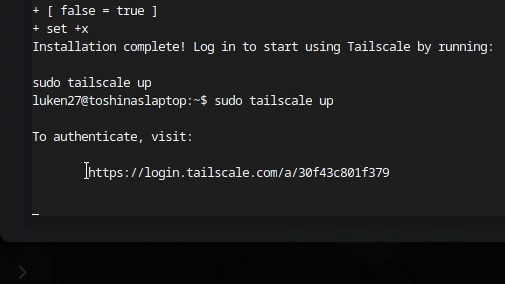 + [ false = true ]
+ set +x
Installation complete! Log in to start using Tailscale by running:
sudo tailscale up
luken27@toshinaslaptop:~$ sudo tailscale up
To authenticate, visit:
https://login.tailscale.com/a/30f43c801f379